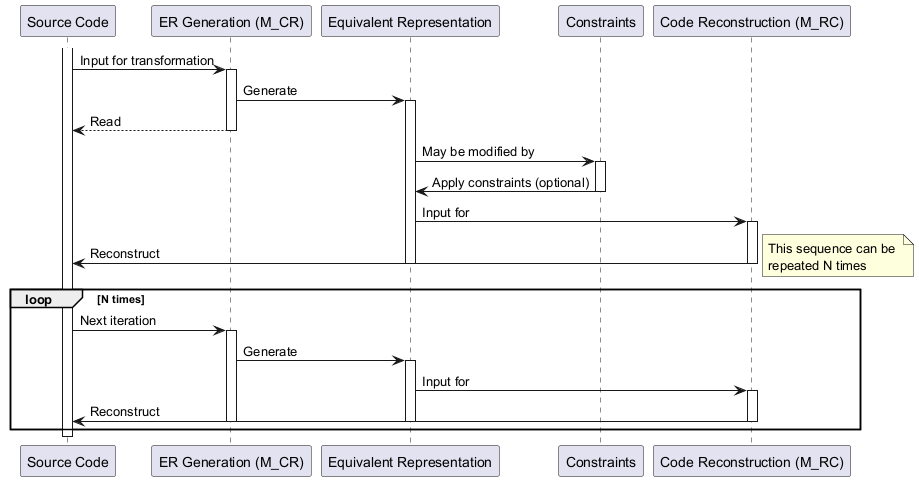 Source Code
ER Generation (M_CR)
Equivalent Representation
Constraints
Code Reconstruction (M_RC)
Input for transformation
Generate
Read
May be modified by
Apply constraints (optional)
Input for
This sequence can be
repeated N times
Reconstruct
loop
[N times]
Next iteration
Generate
Input for
Reconstruct
Source Code
ER Generation (M_CR)
Equivalent Representation
Constraints
Code Reconstruction (M_RC)